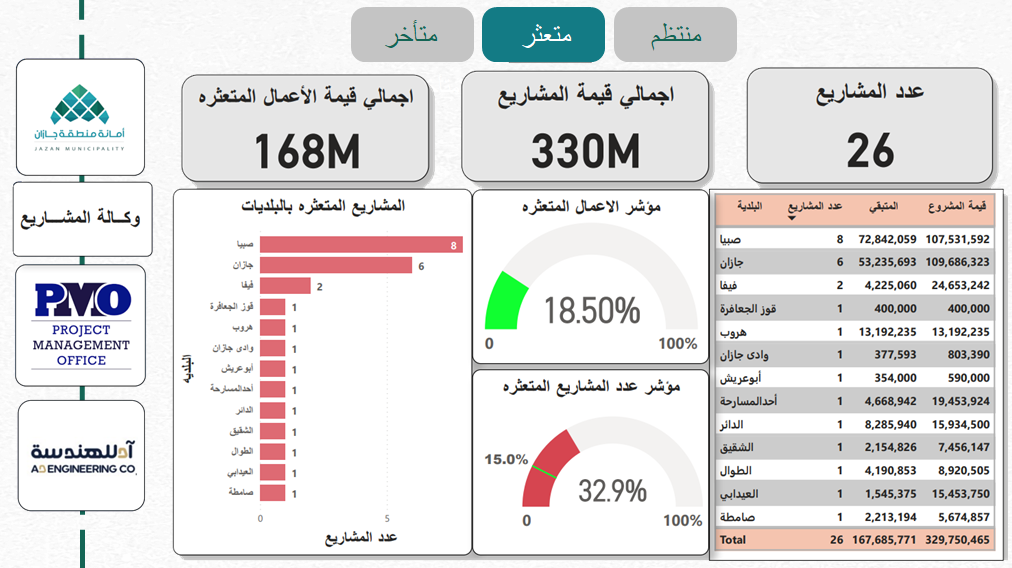 منتظم
متعثر
متأخر
عدد المشاريع
26
اجمالي قيمة المشاريع
330M
اجمالي قيمة الأعمال المتعثره
168M
أمانة منطقة جازان
JAZAN MUNICIPALITY
وكـــالة المشـــاريع
PMO
PROJECT
MANAGEMENT
OFFICE
آد للهندسة
AD ENGINEERING CO.
قيمة المشروع المتبقي عدد المشاريع البلدية
صبيا 8 72,842,059 107,531,592
جازان 6 53,235,693 109,686,323
فيفا 2 4,225,060 24,653,242
قوز الجعافرة 1 400,000 400,000
هروب 1 13,192,235 13,192,235
وادى جازان 1 377,593 803,390
أبوعريش 1 354,000 590,000
أحدالمسارحة 1 4,668,942 19,453,924
الدائر 1 8,285,940 15,934,500
الشقيق 1 2,154,826 7,456,147
الطوال 1 4,190,853 8,920,505
العيدابي 1 1,545,375 15,453,750
صامطة 1 2,213,194 5,674,857
Total 26 167,685,771 329,750,465
مؤشر الاعمال المتعثره
18.50%
0 100%
مؤشر عدد المشاريع المتعثره
15.0%
32.9%
0 100%
المشاريع المتعثره بالبلديات
صبيا 8
جازان 6
فيفا 2
قوز الجعافرة 1
هروب 1
وادى جازان 1
أبوعريش 1
أحدالمسارحة 1
الدائر 1
الشقيق 1
الطوال 1
العيدابي 1
صامطة 1
البلديه
0 5
عدد المشاريع